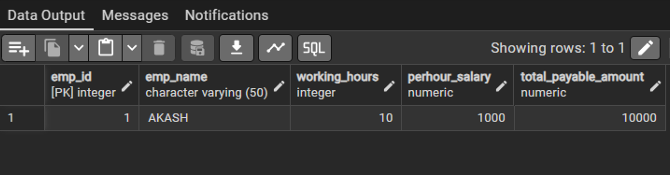 Data Output Messages Notifications
SQL Showing rows: 1 to 1
emp_id emp_name working_hours perhour_salary total_payable_amount
[PK] integer character varying (50) integer numeric numeric
1 1 AKASH 10 1000 10000